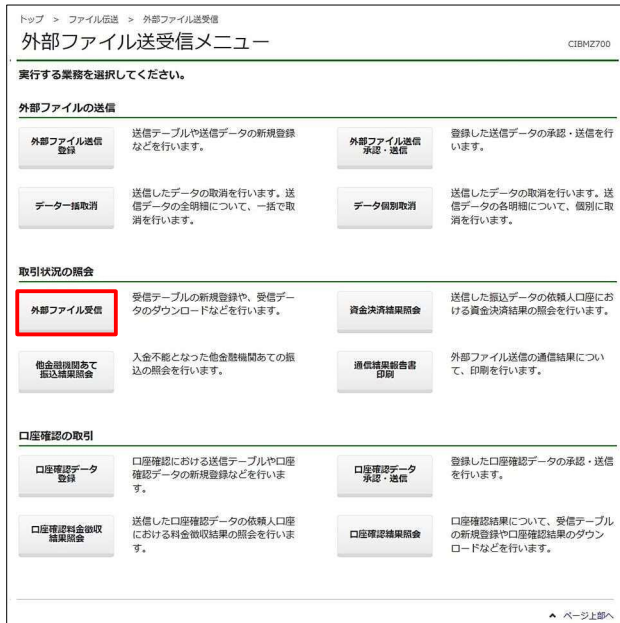 トップ > ファイル伝送 > 外部ファイル送受信
外部ファイル送受信メニュー
CIBMZ700
実行する業務を選択してください。
外部ファイルの送信
外部ファイル送信
登録
送信テーブルや送信データの新規登録
などを行います。
外部ファイル送信
承認・送信
登録した送信データの承認・送信を行
います。
データ一括取消
送信したデータの取消を行います。送
信データの全明細について、一括で取
消を行います。
データ個別取消
送信したデータの取消を行います。送
信データの各明細について、個別に取
消を行います。
取引状況の照会
外部ファイル受信
受信テーブルの新規登録や、受信デー
タのダウンロードなどを行います。
資金決済結果照会
送信した振込データの依頼人口座にお
ける資金決済結果の照会を行います。
他金融機関あて
振込結果照会
入金不能となった他金融機関あての振
込の照会を行います。
通信結果報告書
印刷
外部ファイル送信の通信結果につい
て、印刷を行います。
口座確認の取引
口座確認データ
登録
口座確認における送信テーブルや口座
確認データの新規登録などを行いま
す。
口座確認データ
承認・送信
登録した口座確認データの承認・送信
を行います。
口座確認料金徴収
結果照会
送信した口座確認データの依頼人口座
における料金徴収結果の照会を行いま
す。
口座確認結果照会
口座確認結果について、受信テーブル
の新規登録や口座確認結果のダウン
ロードなどを行います。
ページ上部へ